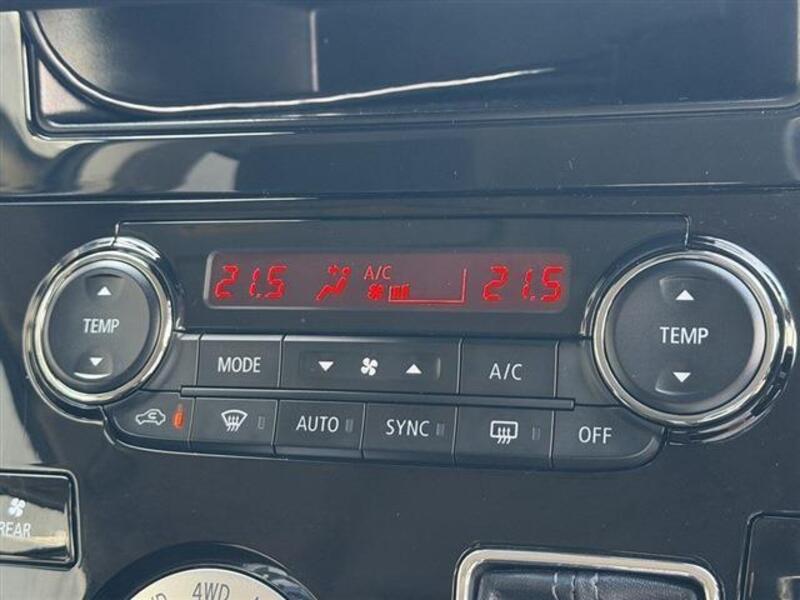 21.5 A/C 21.5
TEMP
TEMP
MODE
A/C
AUTO
SYNC
OFF
REAR
4WD